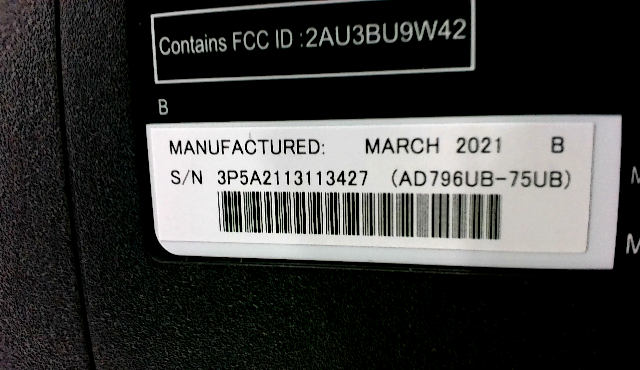 Contains FCC ID :2AU3BU9W42
B
MANUFACTURED: MARCH 2021 B
S/N 3P5A2113113427 (AD796UB-75UB)
M
M